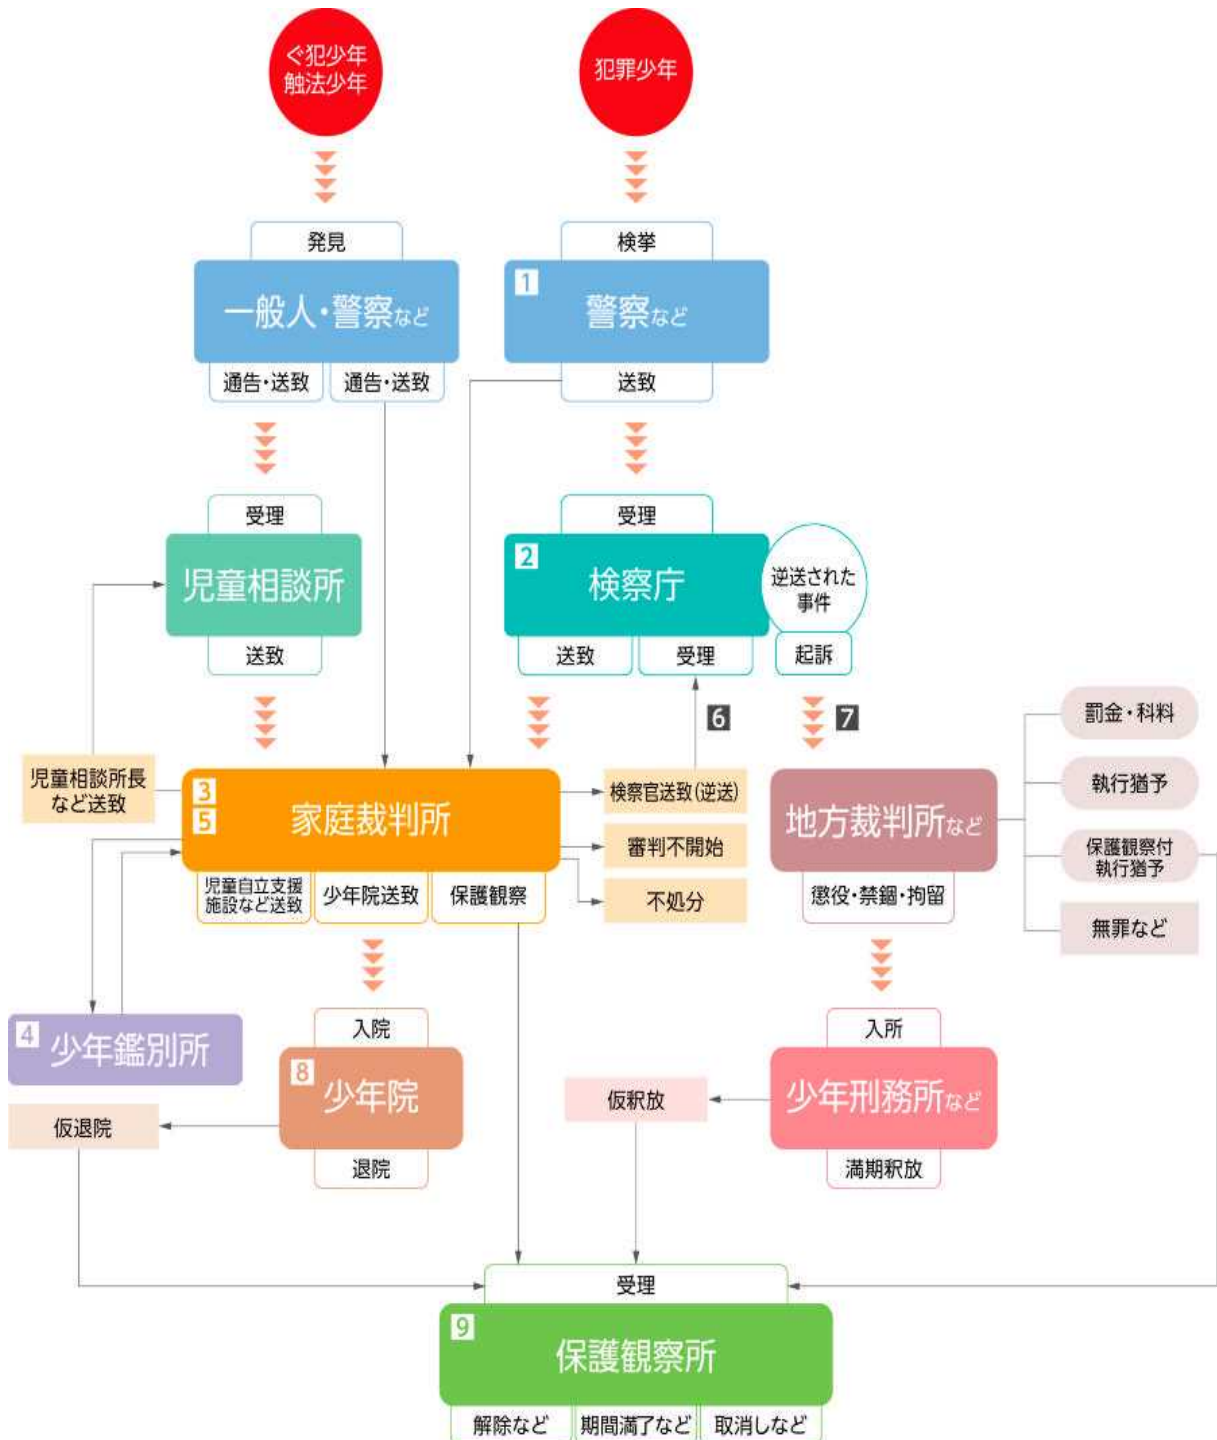 ぐ犯少年
触法少年
犯罪少年
発見
一般人・警察など
通告・送致
通告・送致
検挙
1
警察など
送致
受理
児童相談所
送致
受理
2
検察庁
送致
受理
逆送された
事件
起訴
6
7
児童相談所長
など送致
3
5
家庭裁判所
児童自立支援
施設など送致
少年院送致
保護観察
検察官送致(逆送)
審判不開始
不処分
地方裁判所など
懲役・禁錮・拘留
罰金・科料
執行猶予
保護観察付
執行猶予
無罪など
4
少年鑑別所
入院
8
少年院
退院
仮退院
入所
少年刑務所など
満期釈放
仮釈放
受理
9
保護観察所
解除など
期間満了など
取消しなど